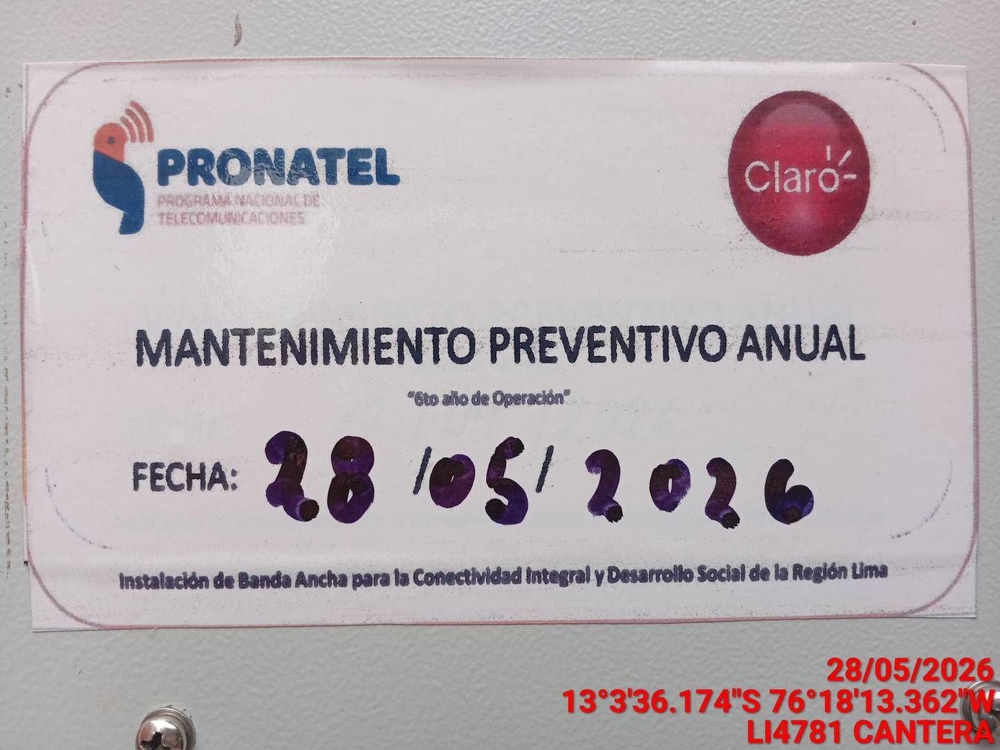 PRONATEL
PROGRAMA NACIONAL DE
TELECOMUNICACIONES
Claro
MANTENIMIENTO PREVENTIVO ANUAL
“6to año de Operación”
FECHA: 28/05/2026
Instalación de Banda Ancha para la Conectividad Integral y Desarrollo Social de la Región Lima
28/05/2026
13°3'36.174"S 76°18'13.362"W
LI4781 CANTERA